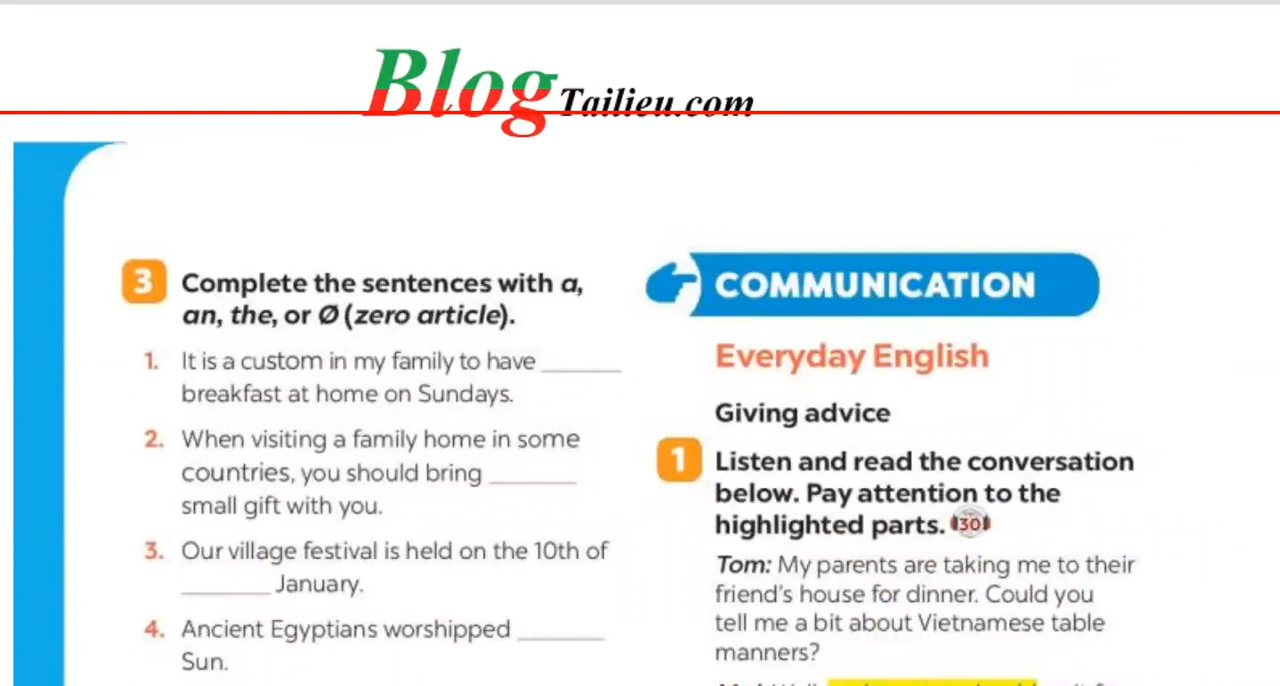 Blog Tailieu.com
3 Complete the sentences with a,
an, the, or Ø (zero article).
1. It is a custom in my family to have ______
breakfast at home on Sundays.
2. When visiting a family home in some
countries, you should bring ______
small gift with you.
3. Our village festival is held on the 10th of
______ January.
4. Ancient Egyptians worshipped ______
Sun.
COMMUNICATION
Everyday English
Giving advice
1 Listen and read the conversation
below. Pay attention to the
highlighted parts. 30
Tom: My parents are taking me to their
friend's house for dinner. Could you
tell me a bit about Vietnamese table
manners?